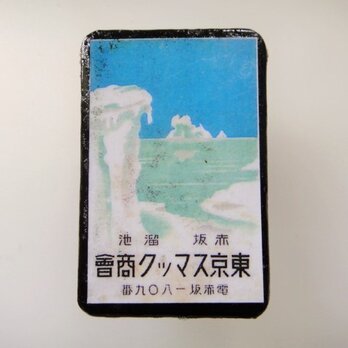 赤坂 溜池
東京スマック商會
電赤坂一八〇九番